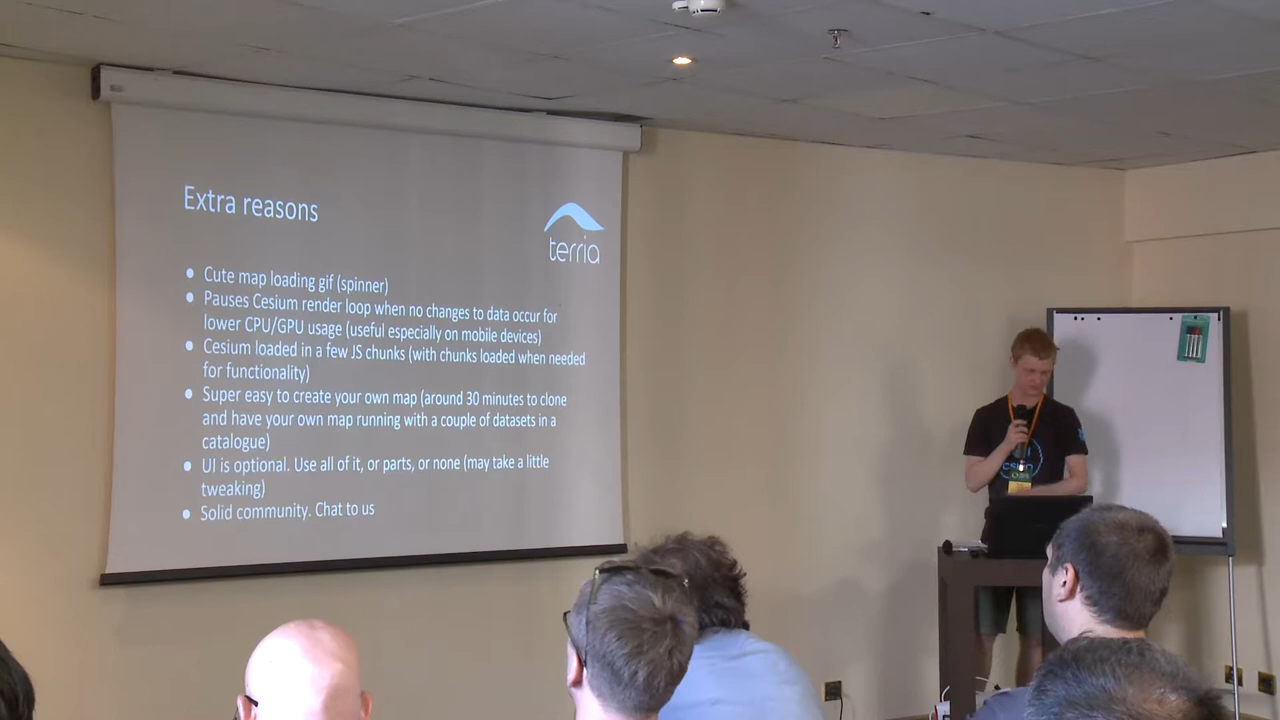 Extra reasons
terria
● Cute map loading gif (spinner)
● Pauses Cesium render loop when no changes to data occur for
lower CPU/GPU usage (useful especially on mobile devices)
● Cesium loaded in a few JS chunks (with chunks loaded when needed
for functionality)
● Super easy to create your own map (around 30 minutes to clone
and have your own map running with a couple of datasets in a
catalogue)
● UI is optional. Use all of it, or parts, or none (may take a little
tweaking)
● Solid community. Chat to us